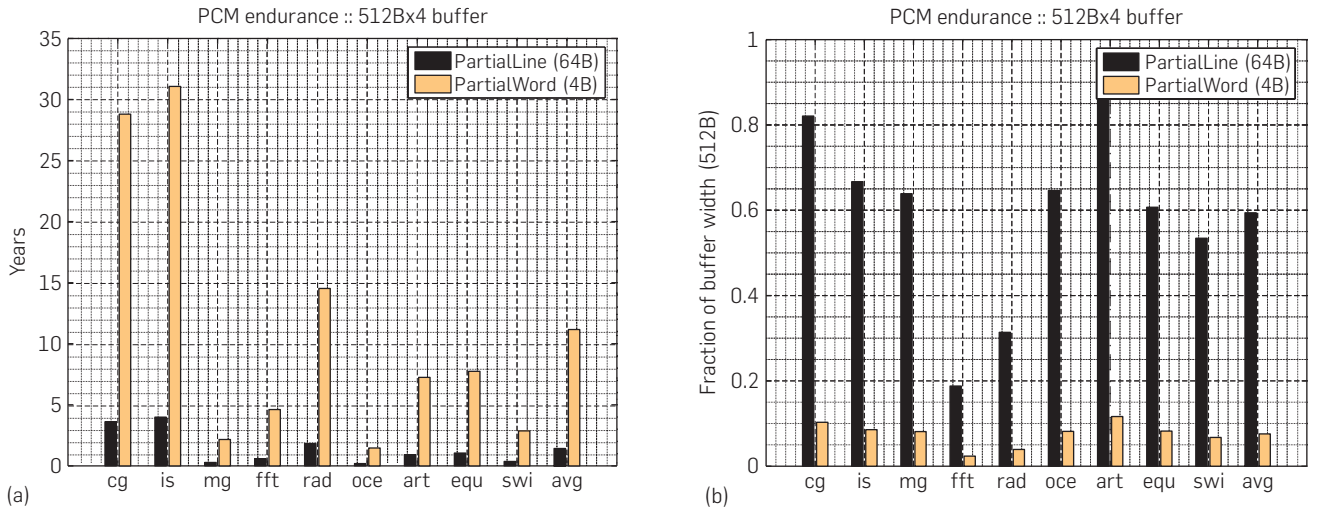 PCM endurance :: 512Bx4 buffer
35
30
25
20
15
10
5
0
Years
PartialLine (64B)
PartialWord (4B)
cg is mg fft rad oce art equ swi avg
(a)
PCM endurance :: 512Bx4 buffer
1
0.8
0.6
0.4
0.2
0
Fraction of buffer width (512B)
PartialLine (64B)
PartialWord (4B)
cg is mg fft rad oce art equ swi avg
(b)